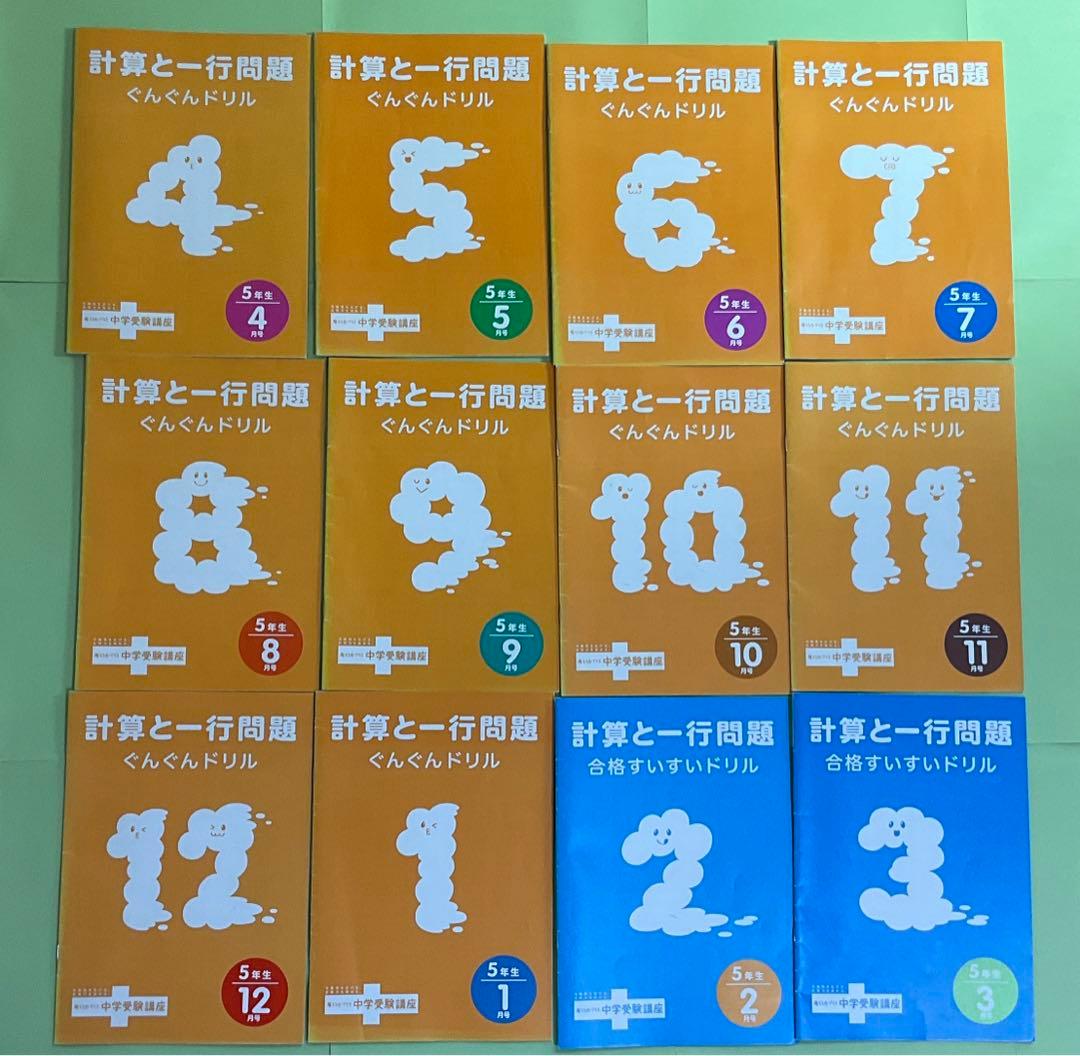 計算と一行問題
ぐんぐんドリル
4
中学受験講座
5年生
4
月号
計算と一行問題
ぐんぐんドリル
5
中学受験講座
5年生
5
月号
計算と一行問題
ぐんぐんドリル
6
中学受験講座
5年生
6
月号
計算と一行問題
ぐんぐんドリル
7
中学受験講座
5年生
7
月号
計算と一行問題
ぐんぐんドリル
8
中学受験講座
5年生
8
月号
計算と一行問題
ぐんぐんドリル
9
中学受験講座
5年生
9
月号
計算と一行問題
ぐんぐんドリル
10
中学受験講座
5年生
10
月号
計算と一行問題
ぐんぐんドリル
11
中学受験講座
5年生
11
月号
計算と一行問題
ぐんぐんドリル
12
中学受験講座
5年生
12
月号
計算と一行問題
ぐんぐんドリル
1
中学受験講座
5年生
1
月号
計算と一行問題
合格すいすいドリル
2
中学受験講座
5年生
2
月号
計算と一行問題
合格すいすいドリル
3
中学受験講座
5年生
3
月号